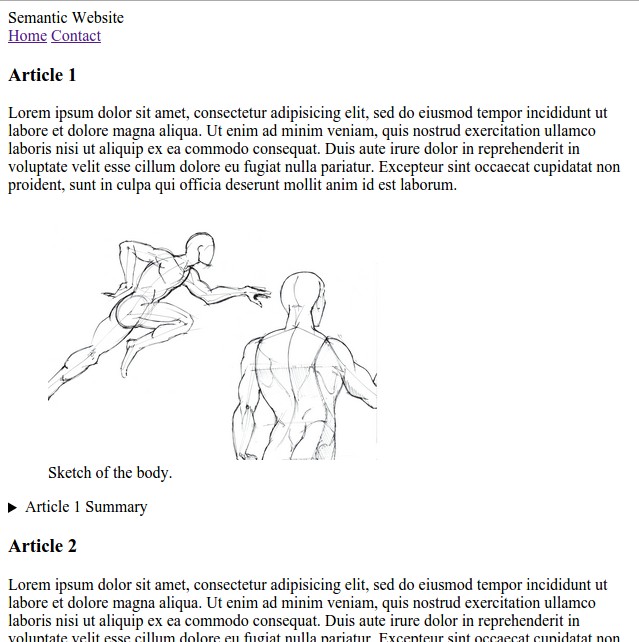 Semantic Website
Home Contact
Article 1
Lorem ipsum dolor sit amet, consectetur adipisicing elit, sed do eiusmod tempor incididunt ut
labore et dolore magna aliqua. Ut enim ad minim veniam, quis nostrud exercitation ullamco
laboris nisi ut aliquip ex ea commodo consequat. Duis aute irure dolor in reprehenderit in
voluptate velit esse cillum dolore eu fugiat nulla pariatur. Excepteur sint occaecat cupidatat non
proident, sunt in culpa qui officia deserunt mollit anim id est laborum.
Sketch of the body.
Article 1 Summary
Article 2
Lorem ipsum dolor sit amet, consectetur adipisicing elit, sed do eiusmod tempor incididunt ut
labore et dolore magna aliqua. Ut enim ad minim veniam, quis nostrud exercitation ullamco
laboris nisi ut aliquip ex ea commodo consequat. Duis aute irure dolor in reprehenderit in
voluptate velit esse cillum dolore eu fugiat nulla pariatur. Excepteur sint occaecat cupidatat non